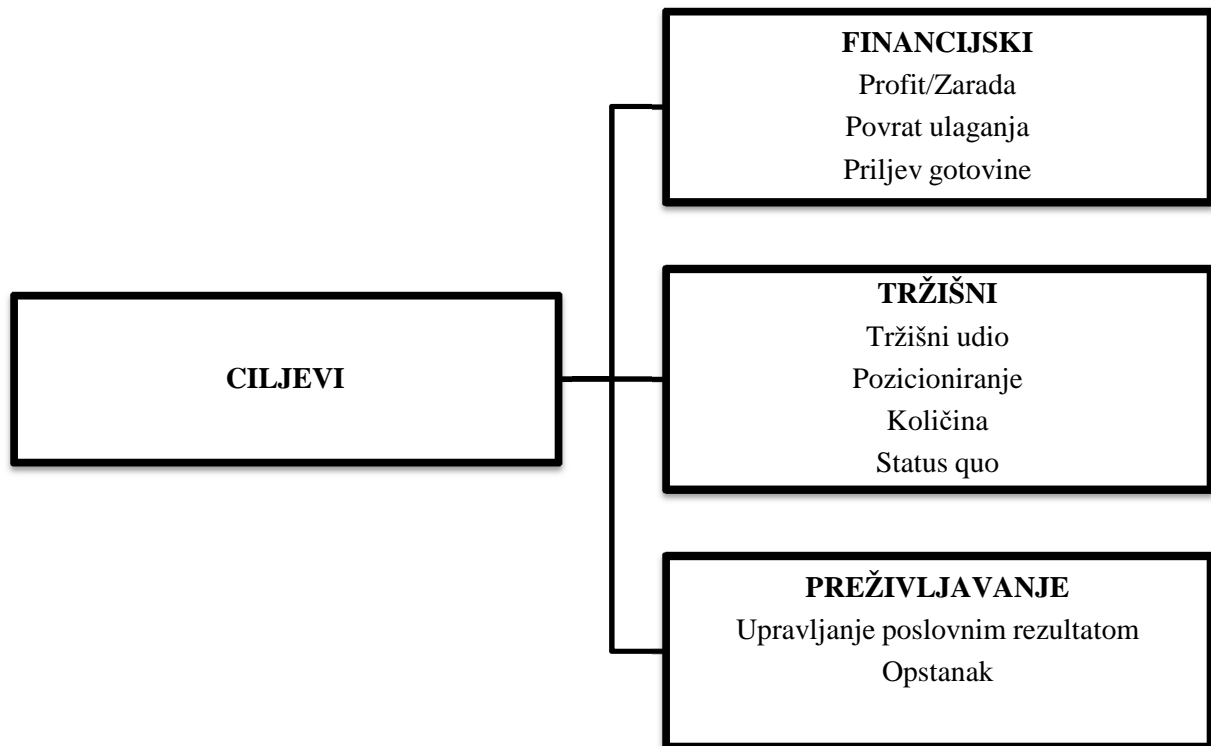 FINANCIJSKI
Profit/Zarada
Povrat ulaganja
Priljev gotovine
CILJEVI
TRŽIŠNI
Tržišni udio
Pozicioniranje
Količina
Status quo
PREŽIVLJAVANJE
Upravljanje poslovnim rezultatom
Opstanak